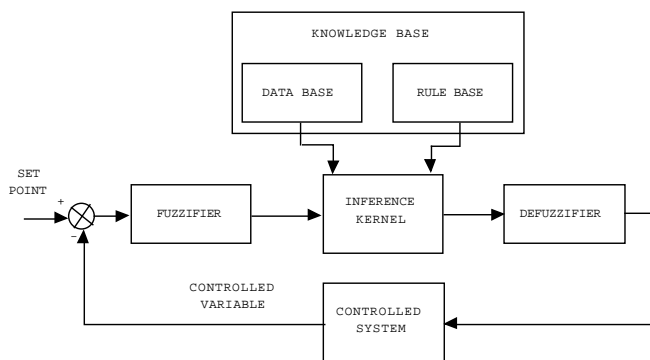 KNOWLEDGE BASE
DATA BASE
RULE BASE
SET
POINT
+
-
FUZZIFIER
INFERENCE
KERNEL
DEFUZZIFIER
CONTROLLED
VARIABLE
CONTROLLED
SYSTEM